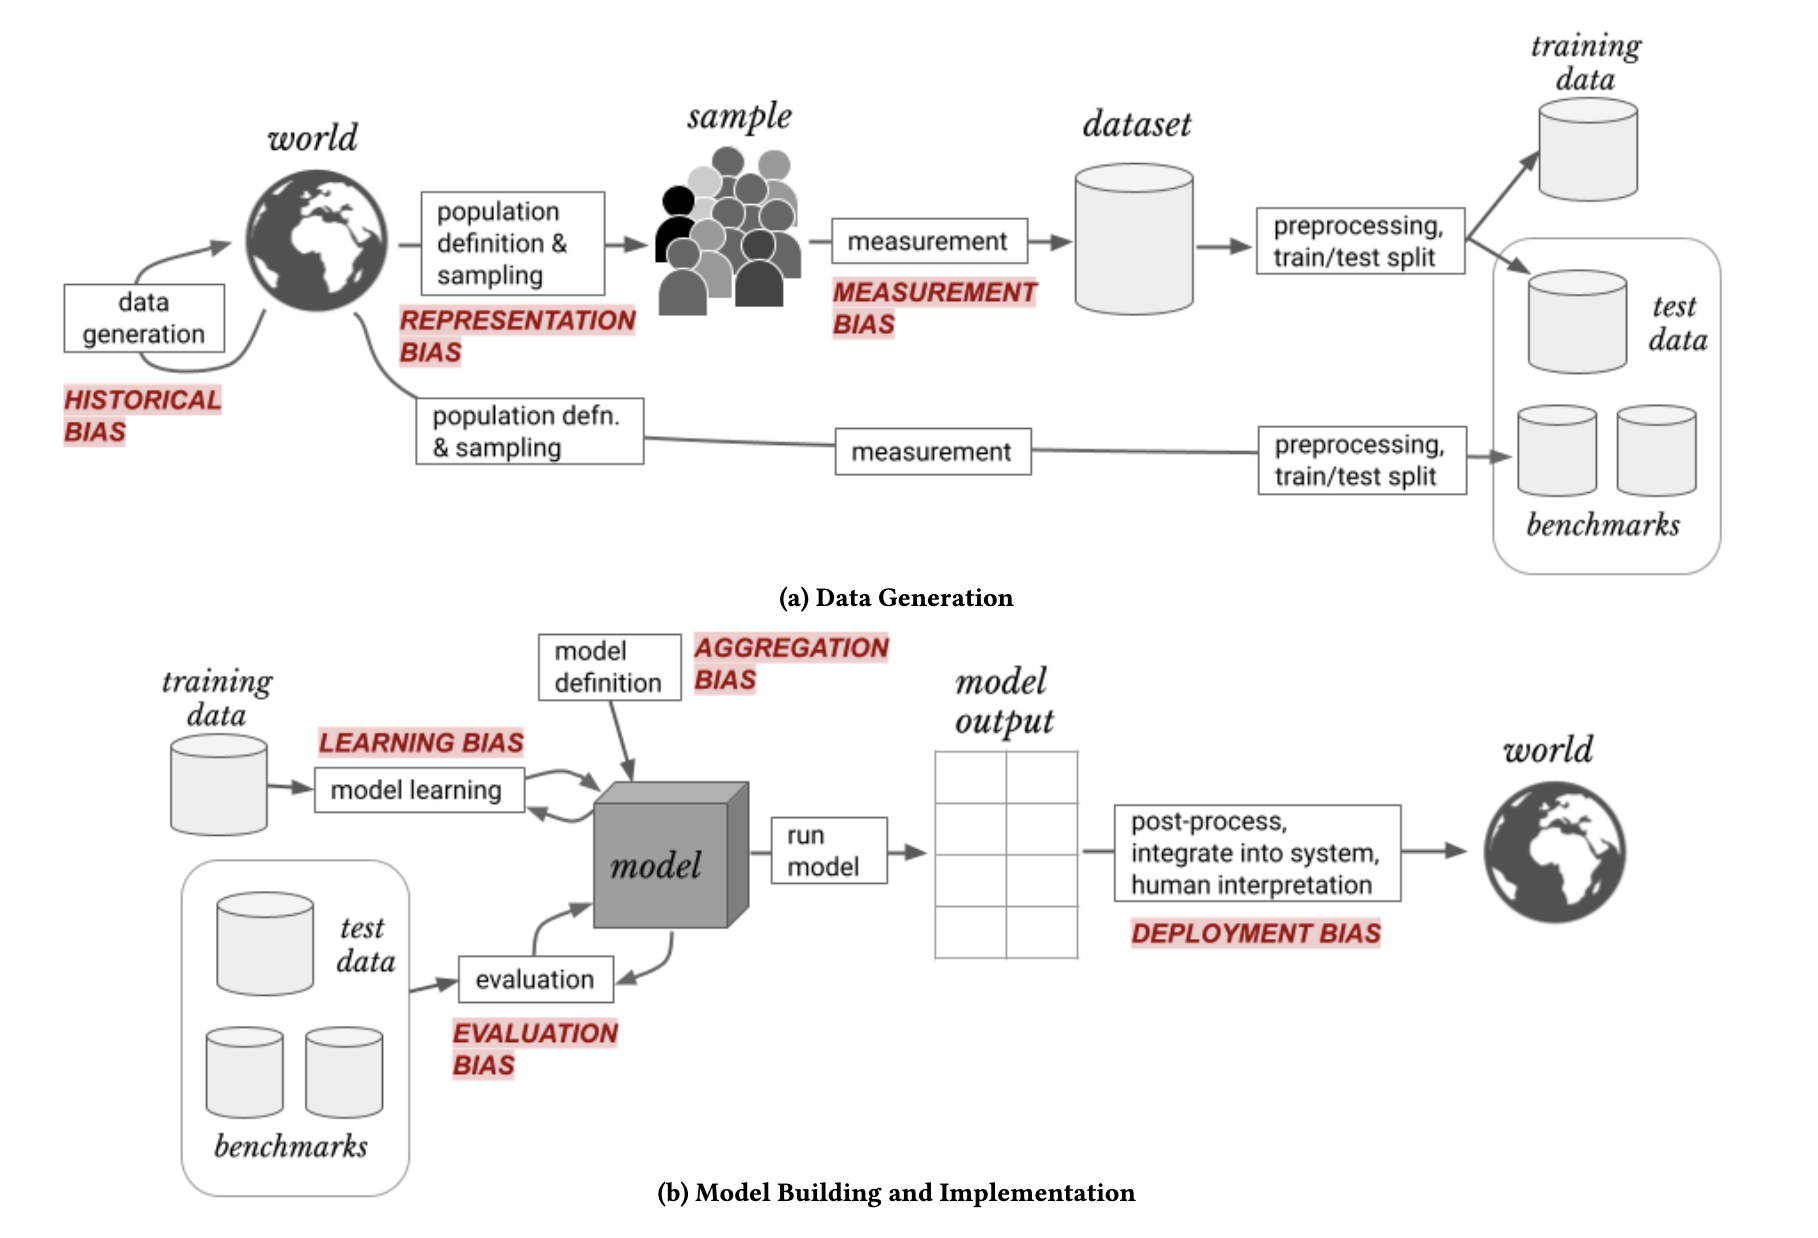 world
sample
dataset
training
data
population
definition &
sampling
measurement
preprocessing,
train/test split
data
generation
REPRESENTATION
BIAS
MEASUREMENT
BIAS
test
data
HISTORICAL
BIAS
population defn.
& sampling
measurement
preprocessing,
train/test split
benchmarks
(a) Data Generation
model
definition
AGGREGATION
BIAS
training
data
LEARNING BIAS
model learning
model
output
world
model
run
model
post-process,
integrate into system,
human interpretation
DEPLOYMENT BIAS
test
data
evaluation
EVALUATION
BIAS
benchmarks
(b) Model Building and Implementation